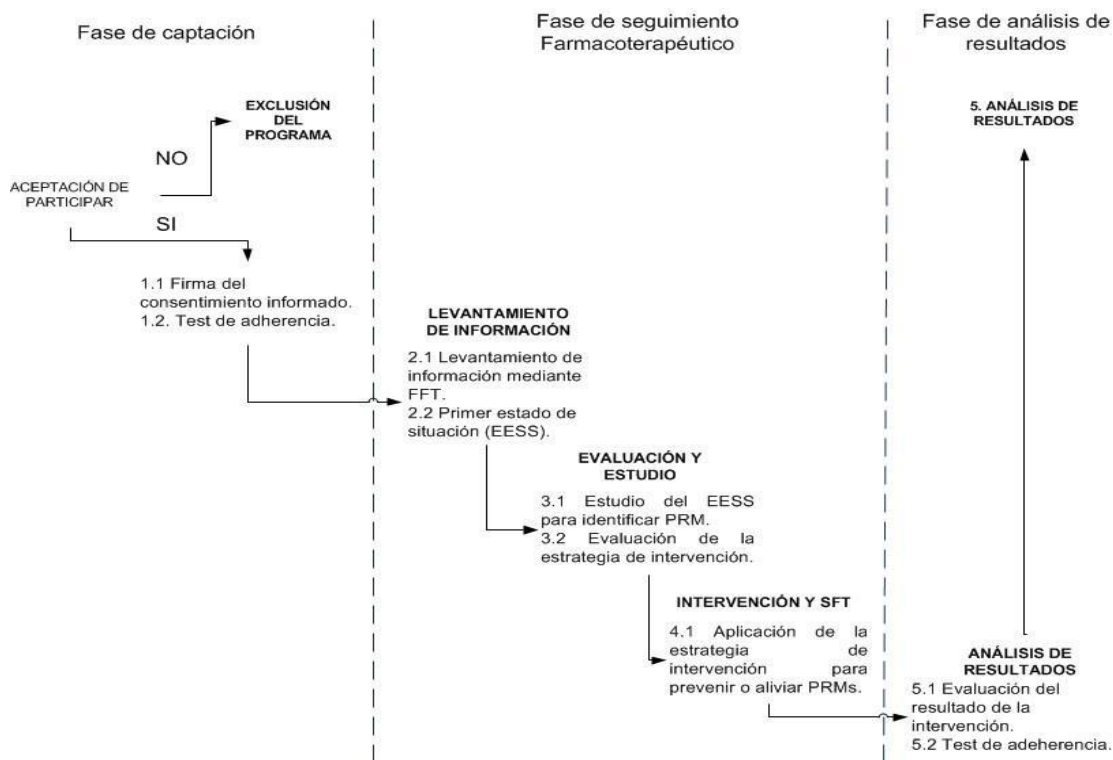 Fase de captación
Fase de seguimiento
Farmacoterapéutico
Fase de análisis de
resultados
EXCLUSIÓN
DEL
PROGRAMA
NO
ACEPTACIÓN DE
PARTICIPAR
SI
1.1 Firma del
consentimiento informado.
1.2. Test de adherencia.
LEVANTAMIENTO
DE INFORMACIÓN
2.1 Levantamiento de
información mediante
FFT.
2.2 Primer estado de
situación (EESS).
EVALUACIÓN Y
ESTUDIO
3.1 Estudio del EESS
para identificar PRM.
3.2 Evaluación de la
estrategia de intervención.
INTERVENCIÓN Y SFT
4.1 Aplicación de la
estrategia de
intervención para
prevenir o aliviar PRMs.
5. ANÁLISIS DE
RESULTADOS
ANÁLISIS DE
RESULTADOS
5.1 Evaluación del
resultado de la
intervención.
5.2 Test de adeherencia.